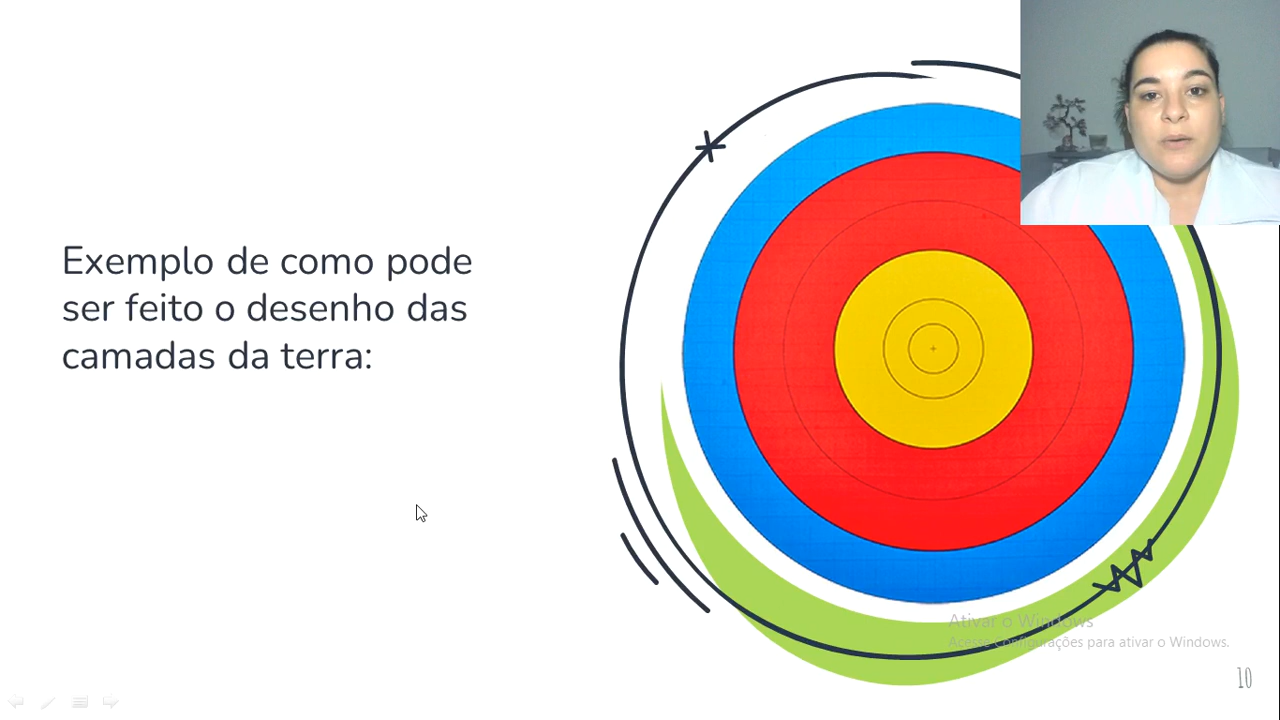 Exemplo de como pode
ser feito o desenho das
camadas da terra:
Ativar o Windows
Acesse Configurações para ativar o Windows.
10